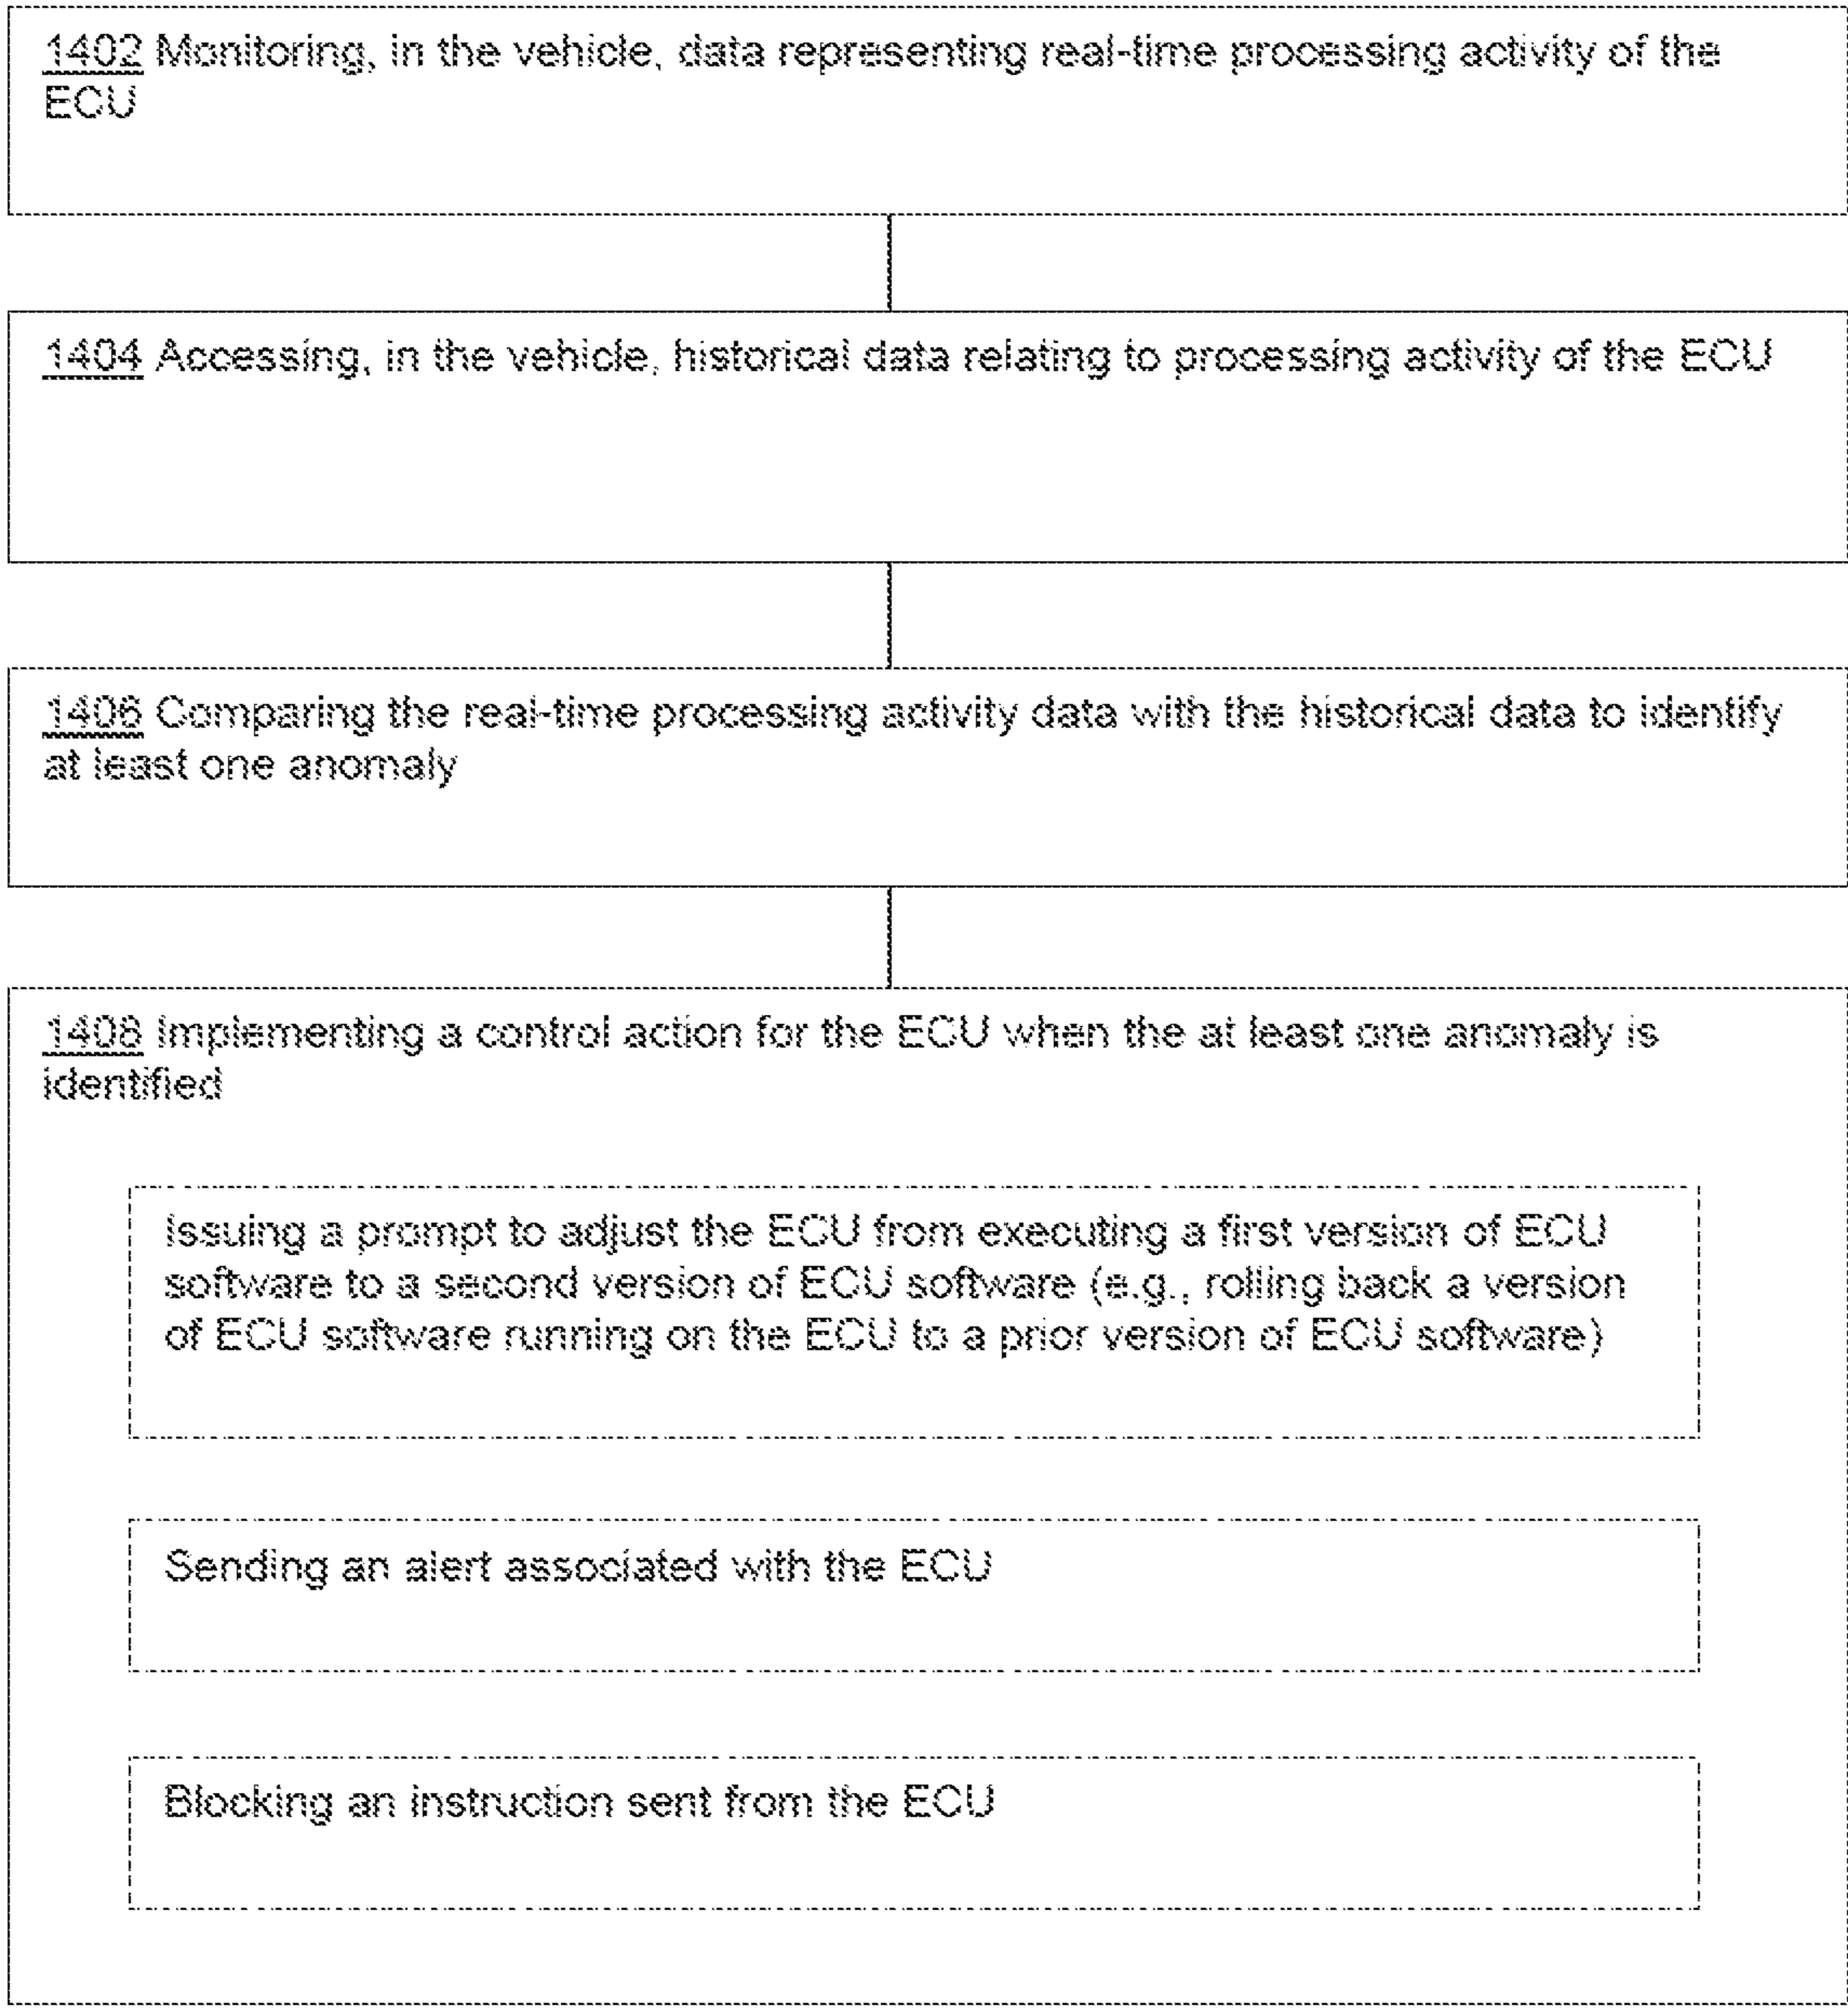 1402 Monitoring, in the vehicle, data representing real-time processing activity of the
ECU
1404 Accessing, in the vehicle, historical data relating to processing activity of the ECU
1406 Comparing the real-time processing activity data with the historical data to identify
at least one anomaly
1408 Implementing a control action for the ECU when the at least one anomaly is
identified
Issuing a prompt to adjust the ECU from executing a first version of ECU
software to a second version of ECU software (e.g., rolling back a version
of ECU software running on the ECU to a prior version of ECU software)
Sending an alert associated with the ECU
Blocking an instruction sent from the ECU